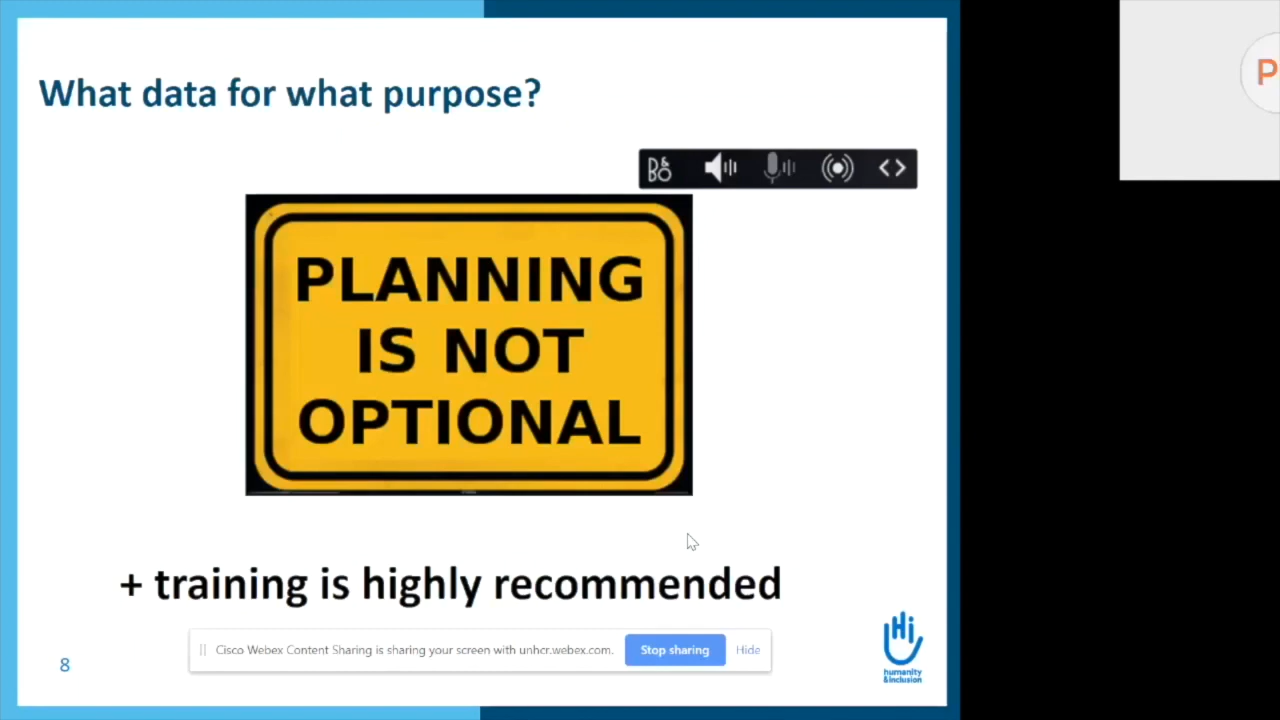 What data for what purpose?
P
B&O
PLANNING
IS NOT
OPTIONAL
+ training is highly recommended
Cisco Webex Content Sharing is sharing your screen with unhcr.webex.com.
Stop sharing
Hide
8
Hi
humanity
&inclusion